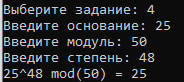 Выберите задание: 4
Введите основание: 25
Введите модуль: 50
Введите степень: 48
25^48 mod(50) = 25